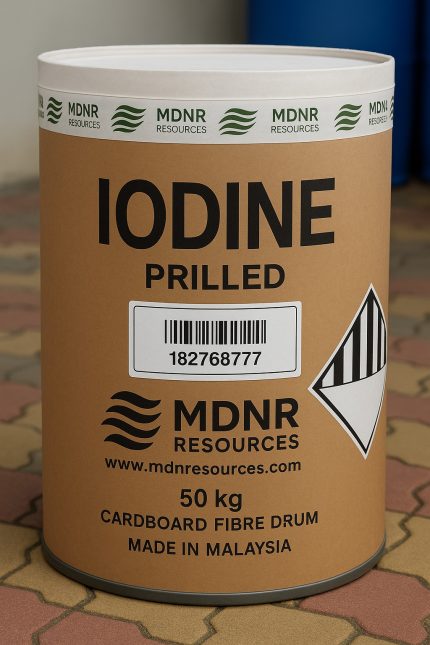 MDNR RESOURCES MDNR RESOURCES MDNR RESOURCES
IODINE
PRILLED
182768777
MDNR
RESOURCES
www.mdnresources.com
50 kg
CARDBOARD FIBRE DRUM
MADE IN MALAYSIA